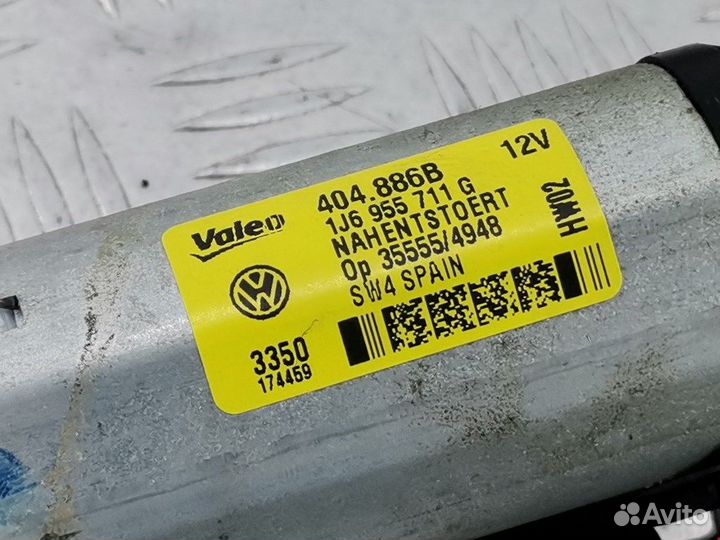 Valeo
404.886B
12V
1J6 955 711 G
NAHENTSTOERT
Op 35555/4948
SW4 SPAIN
HW02
3350
174459
Avito